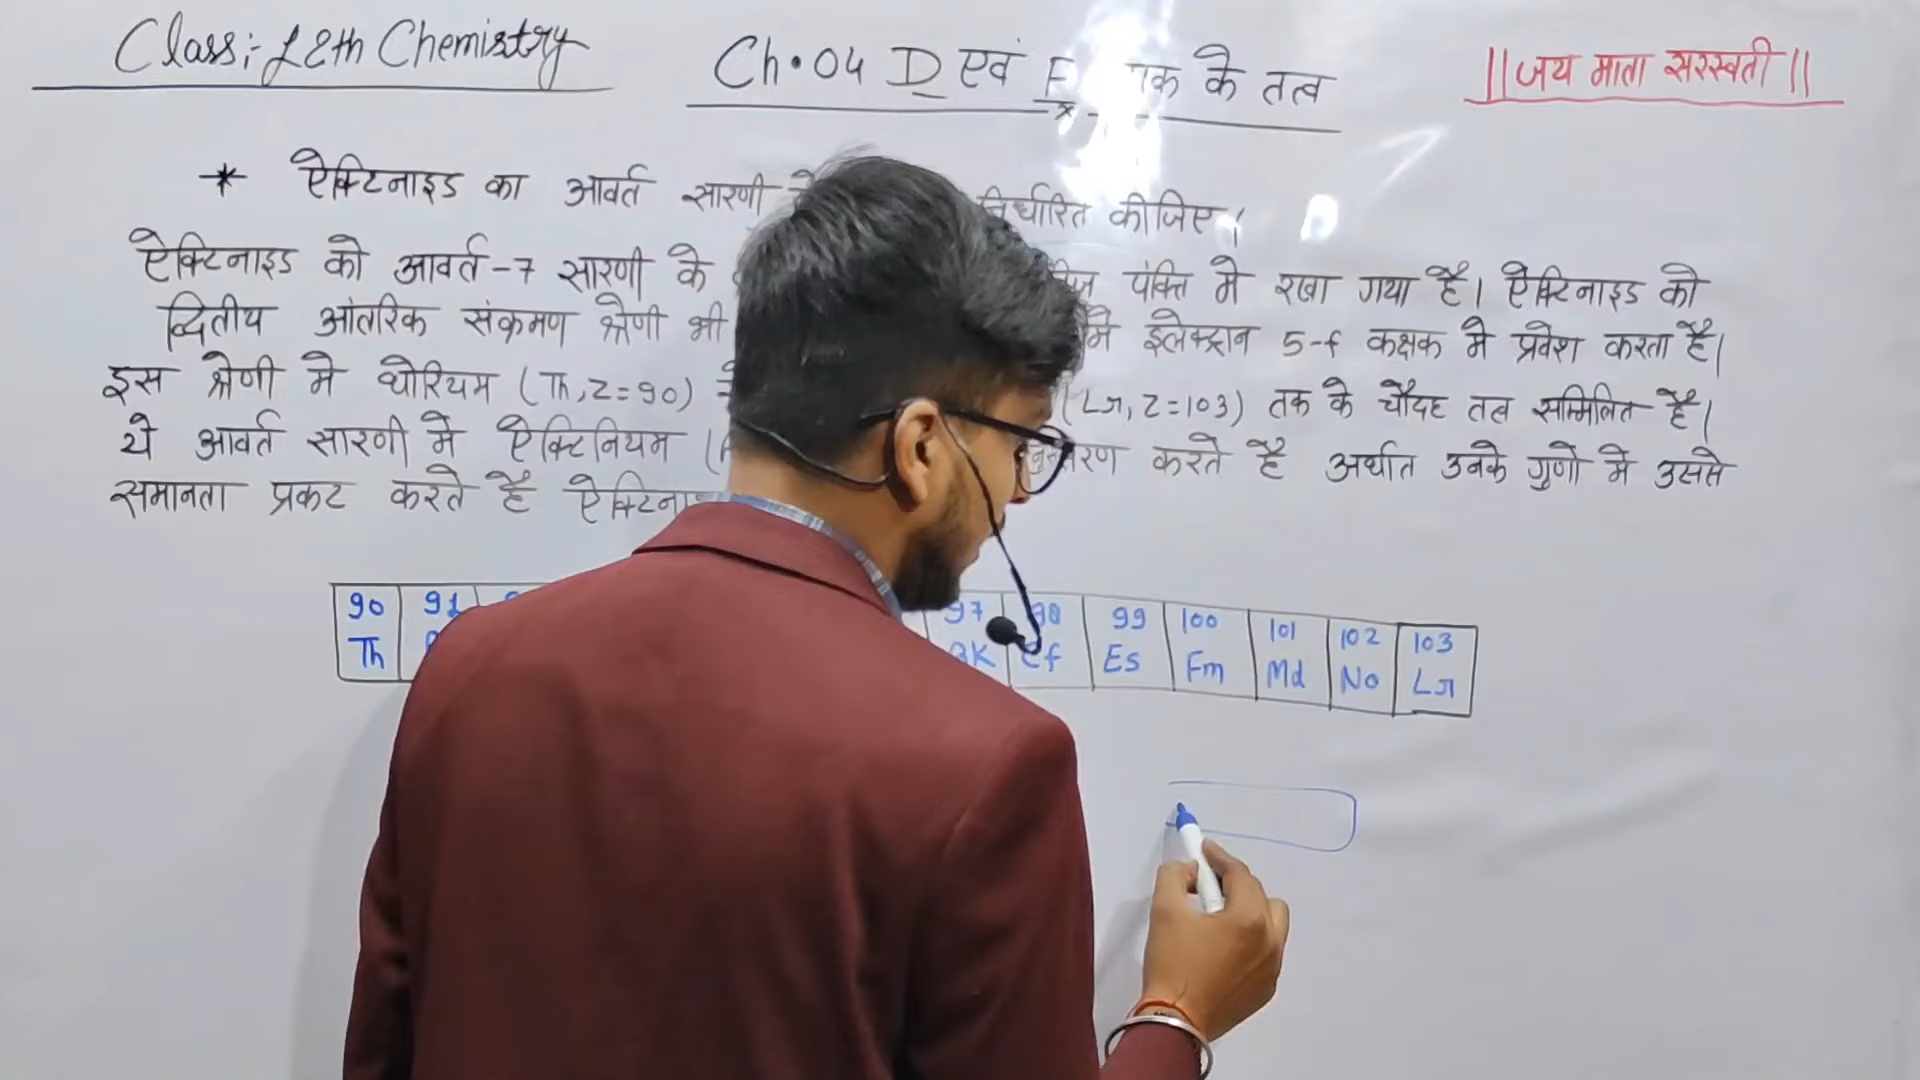 Class:- 12th Chemistry
Ch.04 D एवं F के तत्व
||जय माता सरस्वती||
* ऐक्टिनाइड का आवर्त सारणी निर्धारित कीजिए।
ऐक्टिनाइड को आवर्त-7 सारणी के पंक्ति मे रखा गया है। ऐक्टिनाइड को
द्वितीय आंतरिक संक्रमण श्रेणी भी इलेक्ट्रान 5-f कक्षक मे प्रवेश करता है।
इस श्रेणी मे थोरियम (Th,Z=90) (Lr,Z=103) तक के चौदह तत्व सम्मिलित है।
ये आवर्त सारणी मे ऐक्टिनियम ( करते है अर्थात उनके गुणो मे उससे
समानता प्रकट करते है
90 91 97 98 99 100 101 102 103
Th BK Cf Es Fm Md No Lr